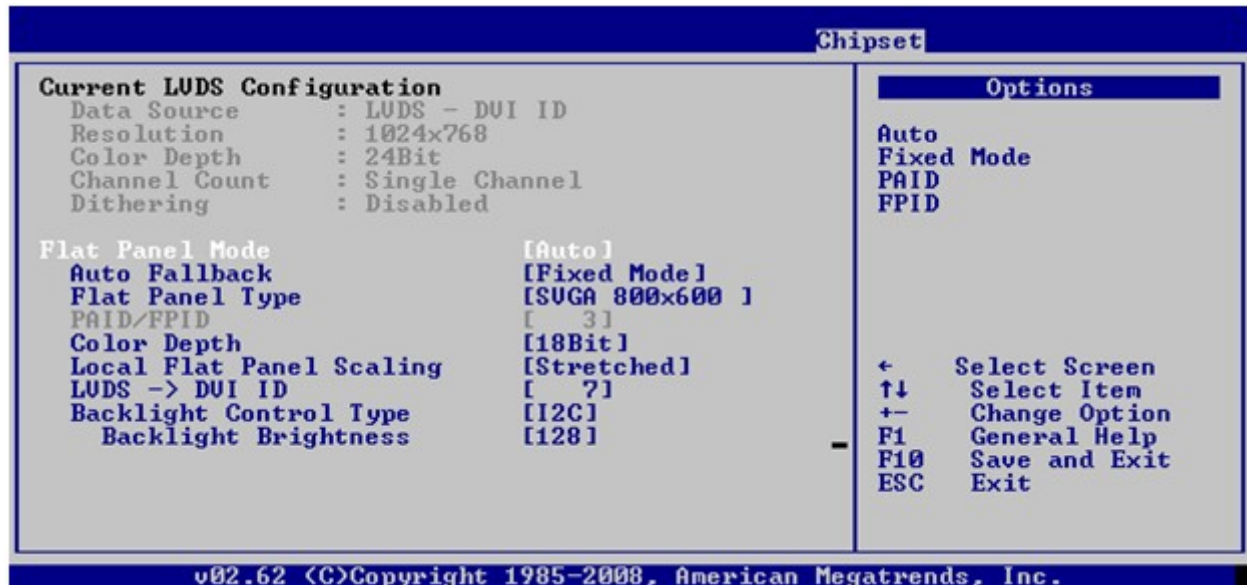 Chipset
Current LVDS Configuration
Data Source : LVDS - DVI ID
Resolution : 1024x768
Color Depth : 24Bit
Channel Count : Single Channel
Dithering : Disabled
Flat Panel Mode [Auto]
Auto Fallback [Fixed Mode]
Flat Panel Type [SVGA 800x600 ]
PAID/FPID [   3]
Color Depth [18Bit]
Local Flat Panel Scaling [Stretched]
LVDS -> DVI ID [   7]
Backlight Control Type [I2C]
Backlight Brightness [128]
Options
Auto
Fixed Mode
PAID
FPID
← Select Screen
↑↓ Select Item
+- Change Option
F1 General Help
F10 Save and Exit
ESC Exit
v02.62 (C)Copyright 1985-2008, American Megatrends, Inc.